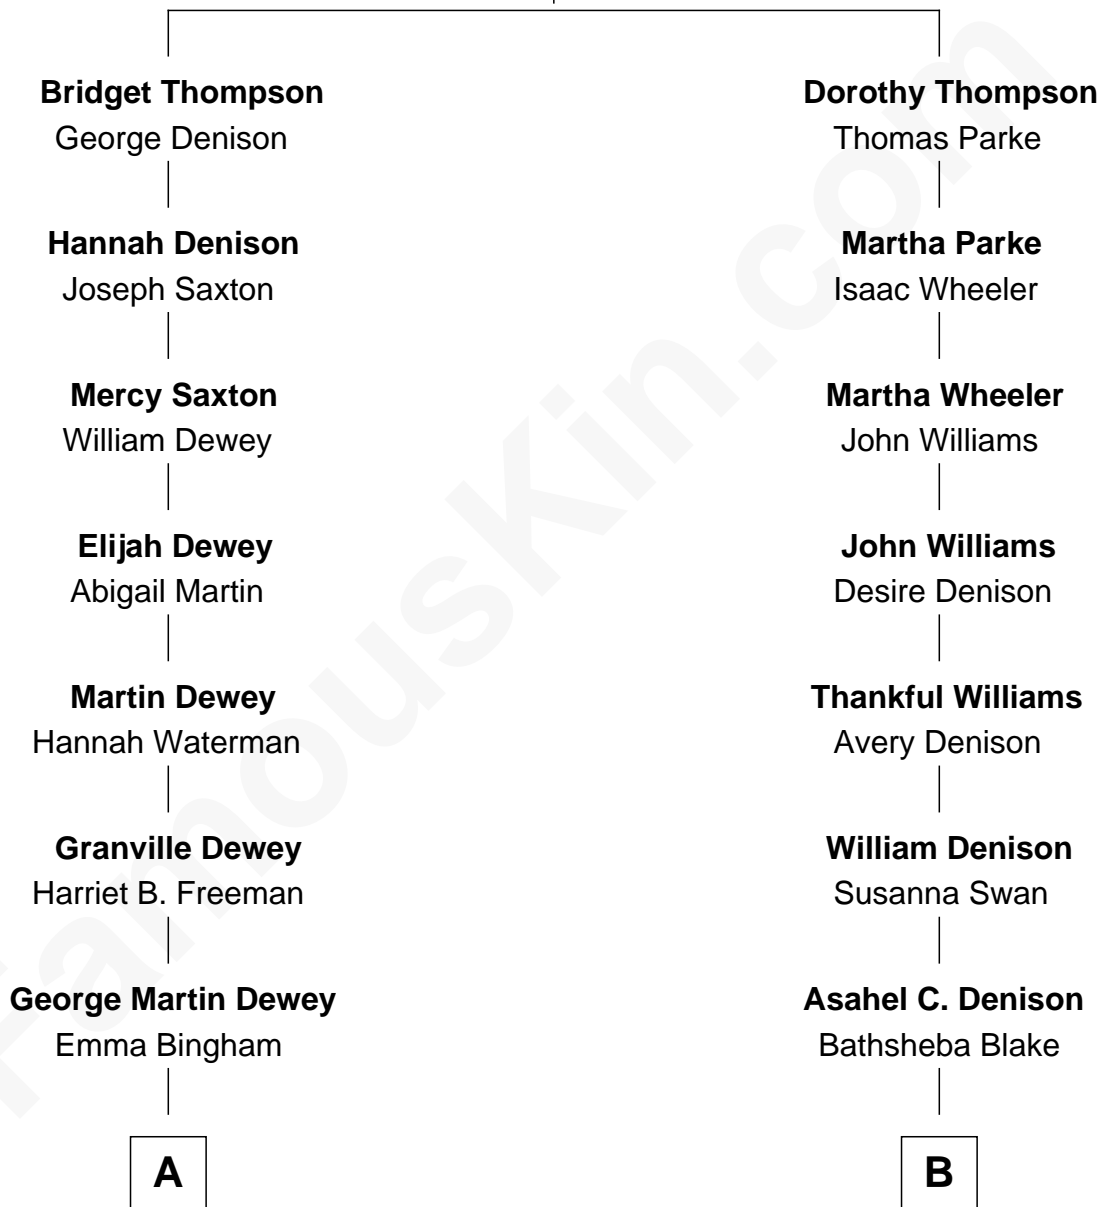 Bridget Thompson
George Denison
Hannah Denison
Joseph Saxton
Mercy Saxton
William Dewey
Elijah Dewey
Abigail Martin
Martin Dewey
Hannah Waterman
Granville Dewey
Harriet B. Freeman
George Martin Dewey
Emma Bingham
A
Dorothy Thompson
Thomas Parke
Martha Parke
Isaac Wheeler
Martha Wheeler
John Williams
John Williams
Desire Denison
Thankful Williams
Avery Denison
William Denison
Susanna Swan
Asahel C. Denison
Bathsheba Blake
B
FamousKin.com